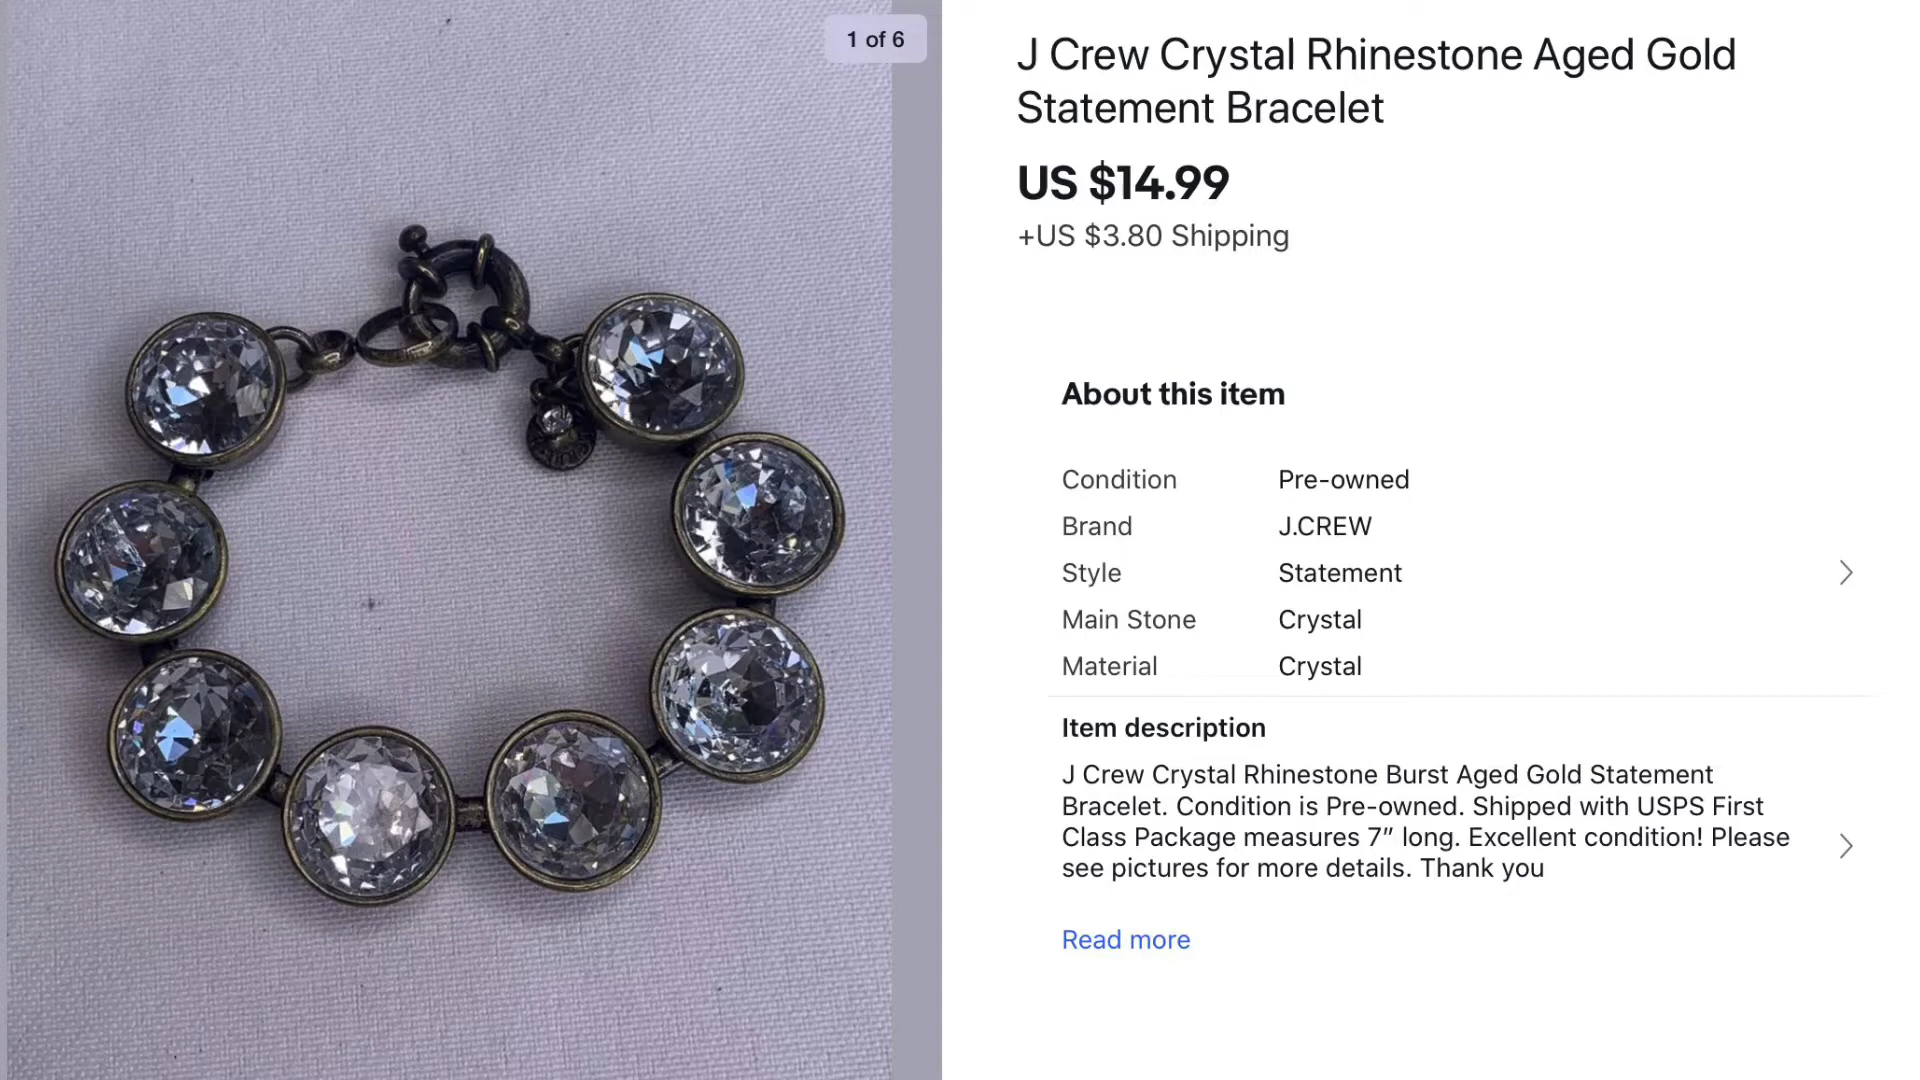 1 of 6
J Crew Crystal Rhinestone Aged Gold
Statement Bracelet
US $14.99
+US $3.80 Shipping
About this item
Condition Pre-owned
Brand J.CREW
Style Statement
Main Stone Crystal
Material Crystal
Item description
J Crew Crystal Rhinestone Burst Aged Gold Statement
Bracelet. Condition is Pre-owned. Shipped with USPS First
Class Package measures 7” long. Excellent condition! Please
see pictures for more details. Thank you
Read more